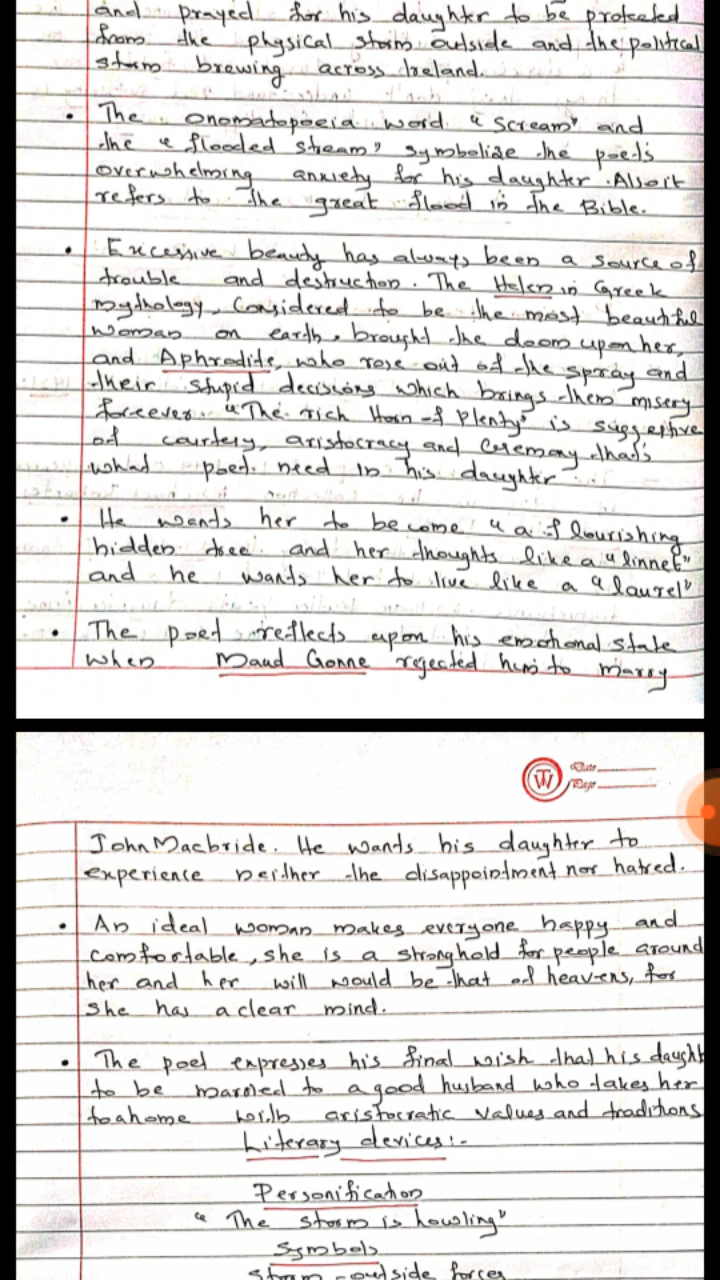 and prayed for his daughter to be protected
from the physical storm outside and the political
storm brewing across Ireland.
• The onomatopoeia word "scream" and
the "flooded stream" symbolise the poet's
overwhelming anxiety for his daughter. Also it
refers to the great flood in the Bible.
• Excessive beauty has always been a source of
trouble and destruction. The Helen in Greek
mythology, Considered to be the most beautiful
woman on earth, brought the doom upon her,
and Aphrodite, who rose out of the spray and
their stupid decisions which brings them misery
forever. "The rich Horn of Plenty" is suggestive
of courtesy, aristocracy and Ceremony that's
what poet need in his daughter
• He wants her to become "a flourishing
hidden tree and her thoughts like a "linnet"
and he wants her to live like a "laurel"
• The poet reflects upon his emotional state
when Maud Gonne rejected him to marry
TW
Date
Page
John Macbride. He wants his daughter to
experience neither the disappointment nor hatred.
• An ideal woman makes everyone happy and
comfortable, she is a stronghold for people around
her and her will would be that of heavens, for
she has a clear mind.
• The poet expresses his final wish that his daught
to be married to a good husband who takes her
to a home with aristocratic values and traditions
Literary devices:-
Personification
"The storm is howling"
Symbols
storm - outside forces